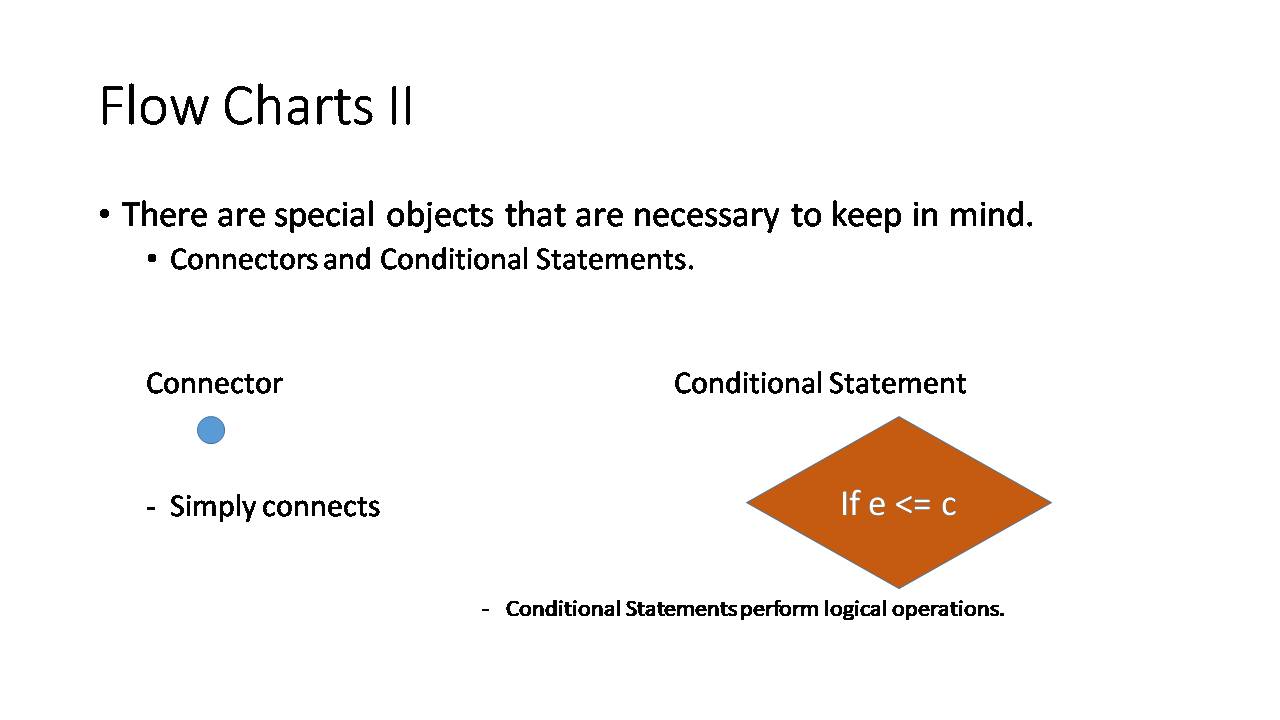 Flow Charts II
• There are special objects that are necessary to keep in mind.
• Connectors and Conditional Statements.
Connector
Conditional Statement
If e <= c
- Simply connects
- Conditional Statements perform logical operations.